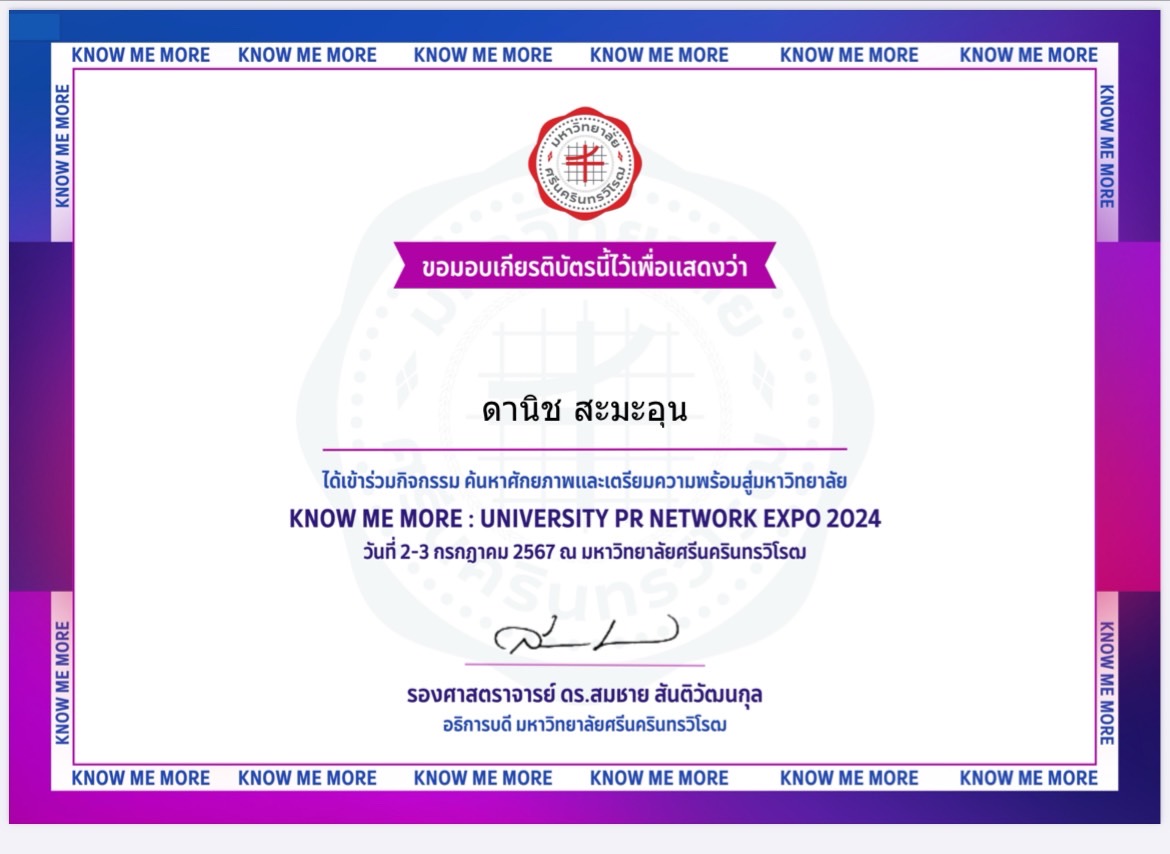 KNOW ME MORE KNOW ME MORE KNOW ME MORE KNOW ME MORE KNOW ME MORE KNOW ME MORE
KNOW ME MORE
KNOW ME MORE
มหาวิทยาลัย
ศรีนครินทรวิโรฒ
ขอมอบเกียรติบัตรนี้ไว้เพื่อแสดงว่า
ดานิช สะมะอุน
ได้เข้าร่วมกิจกรรม ค้นหาศักยภาพและเตรียมความพร้อมสู่มหาวิทยาลัย
KNOW ME MORE : UNIVERSITY PR NETWORK EXPO 2024
วันที่ 2-3 กรกฎาคม 2567 ณ มหาวิทยาลัยศรีนครินทรวิโรฒ
รองศาสตราจารย์ ดร.สมชาย สันติวัฒนกุล
อธิการบดี มหาวิทยาลัยศรีนครินทรวิโรฒ
KNOW ME MORE
KNOW ME MORE
KNOW ME MORE KNOW ME MORE KNOW ME MORE KNOW ME MORE KNOW ME MORE KNOW ME MORE